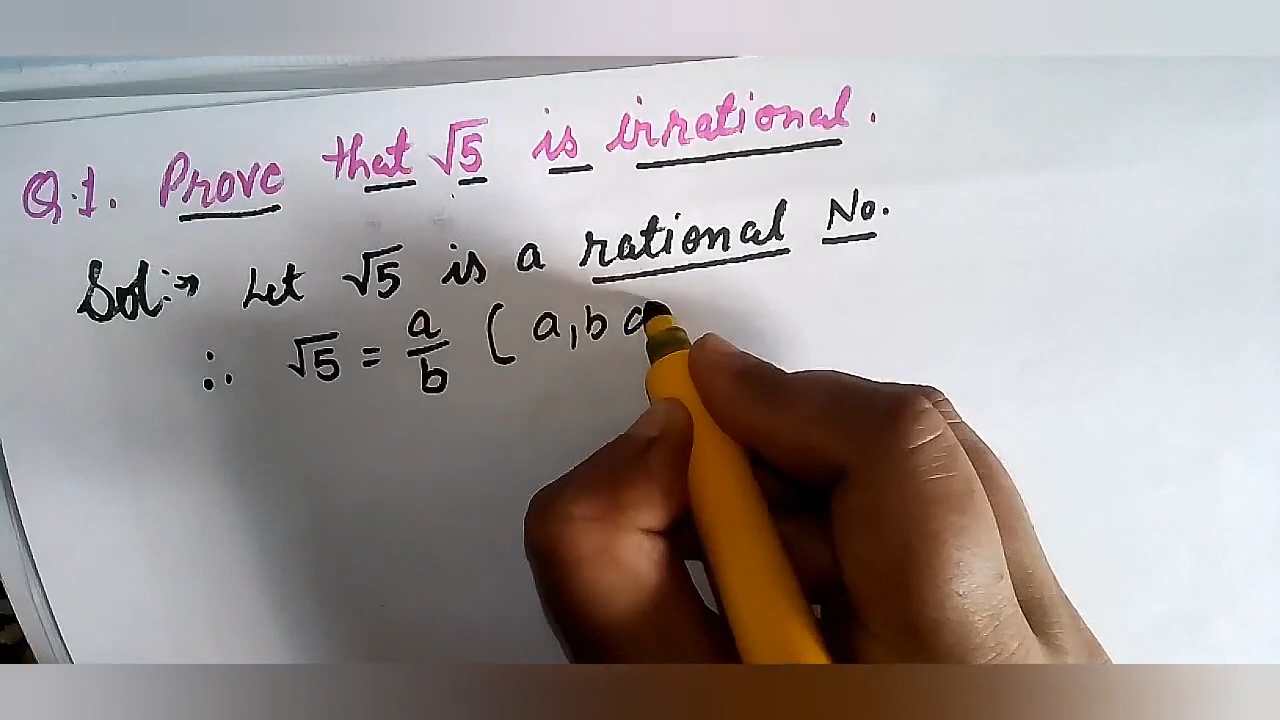 Q.1. Prove that √5 is irrational.
Sol:→ Let √5 is a rational No.
∴ √5 = a/b ( a,b